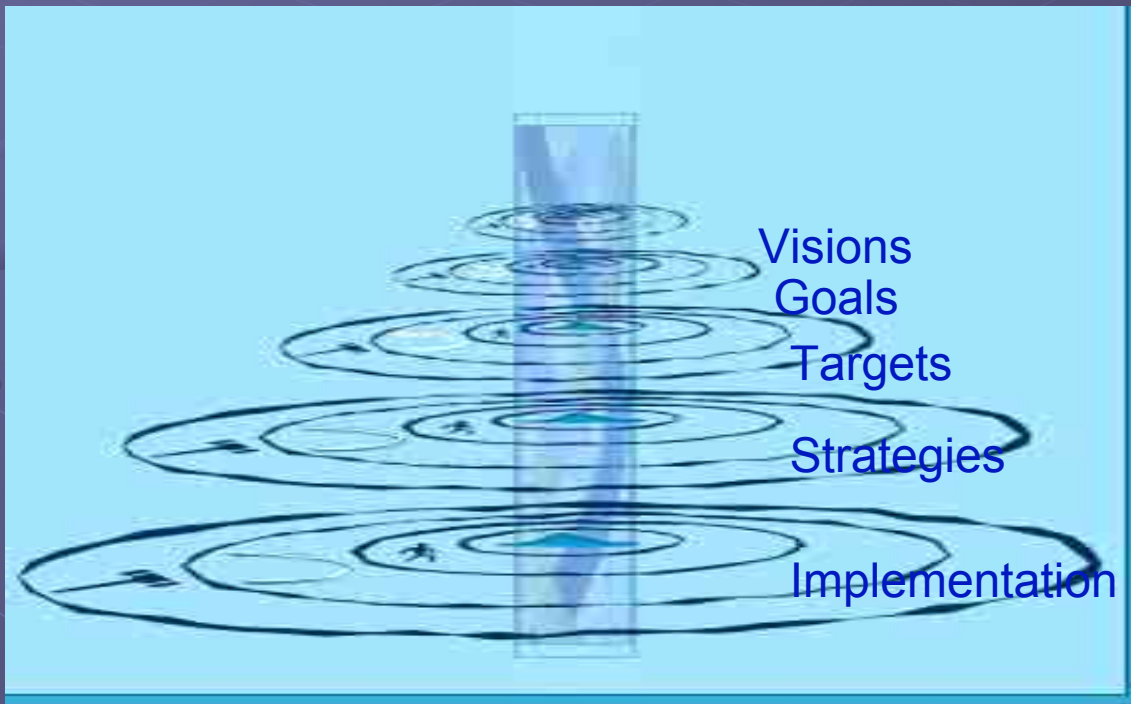 Visions
Goals
Targets
Strategies
Implementation